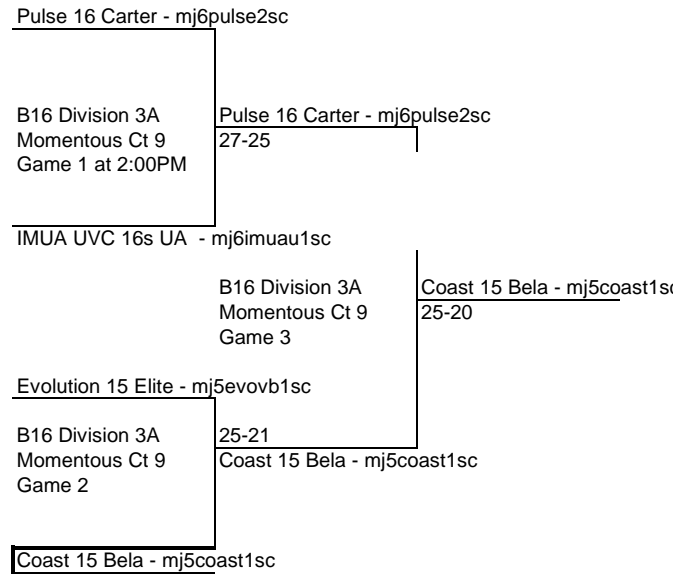 Pulse 16 Carter - mj6pulse2sc
B16 Division 3A
Momentous Ct 9
Game 1 at 2:00PM
Pulse 16 Carter - mj6pulse2sc
27-25
IMUA UVC 16s UA  - mj6imuau1sc
B16 Division 3A
Momentous Ct 9
Game 3
Coast 15 Bela - mj5coast1sc
25-20
Evolution 15 Elite - mj5evovb1sc
B16 Division 3A
Momentous Ct 9
Game 2
25-21
Coast 15 Bela - mj5coast1sc
Coast 15 Bela - mj5coast1sc